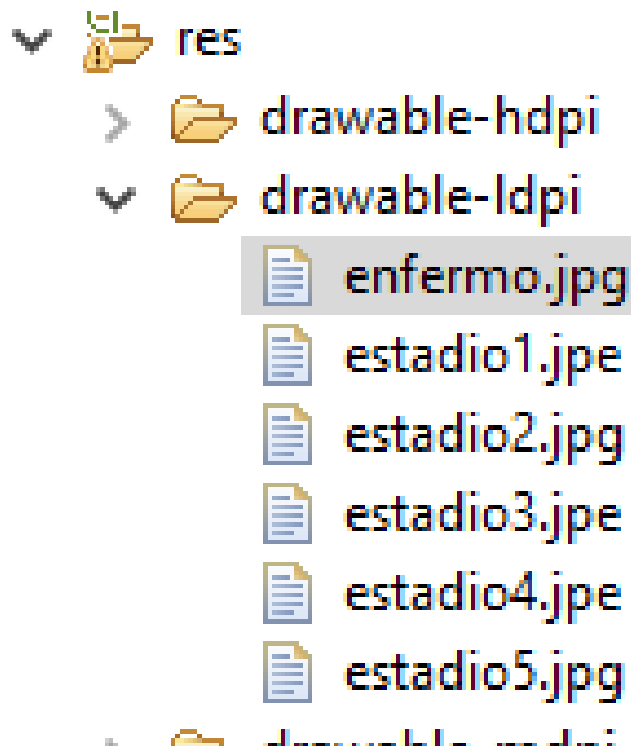 res
drawable-hdpi
drawable-ldpi
enfermo.jpg
estadio1.jpe
estadio2.jpg
estadio3.jpe
estadio4.jpe
estadio5.jpg